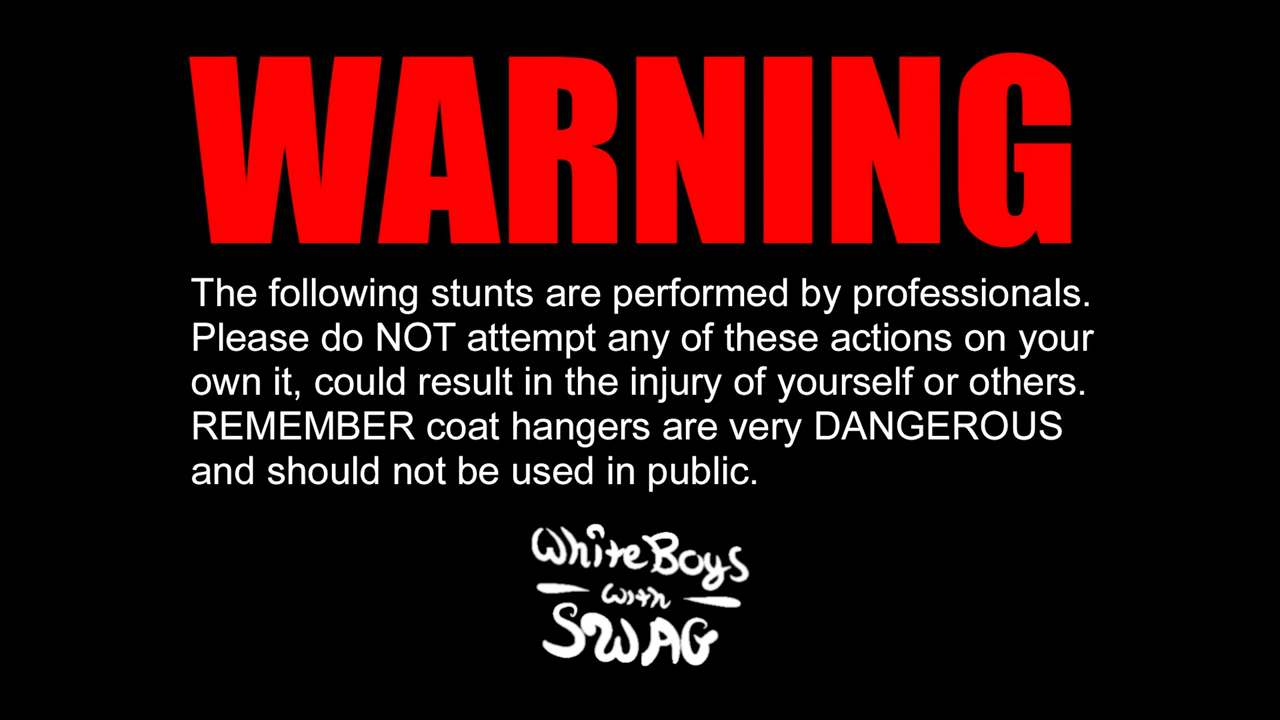 WARNING
The following stunts are performed by professionals.
Please do NOT attempt any of these actions on your
own it, could result in the injury of yourself or others.
REMEMBER coat hangers are very DANGEROUS
and should not be used in public.
White Boys
with
SWAG